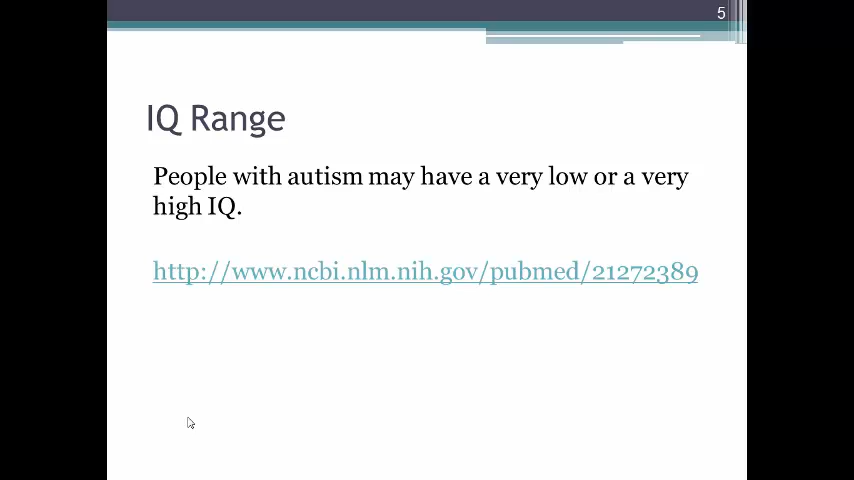 5
IQ Range
People with autism may have a very low or a very
high IQ.
http://www.ncbi.nlm.nih.gov/pubmed/21272389